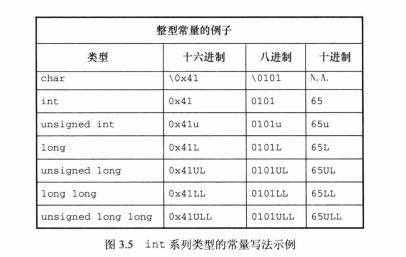 整型常量的例子
类型 十六进制 八进制 十进制
char \0x41 \0101 N.A.
int 0x41 0101 65
unsigned int 0x41u 0101u 65u
long 0x41L 0101L 65L
unsigned long 0x41UL 0101UL 65UL
long long 0x41LL 0101LL 65LL
unsigned long long 0x41ULL 0101ULL 65ULL
图 3.5 int 系列类型的常量写法示例